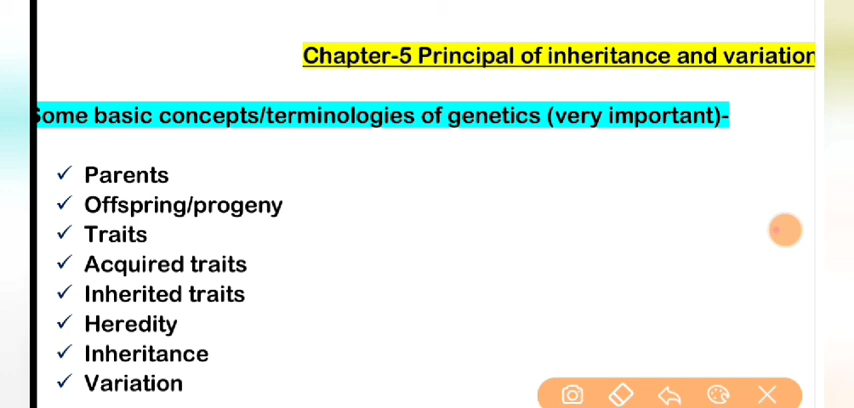 Chapter-5 Principal of inheritance and variation
Some basic concepts/terminologies of genetics (very important)-
✓ Parents
✓ Offspring/progeny
✓ Traits
✓ Acquired traits
✓ Inherited traits
✓ Heredity
✓ Inheritance
✓ Variation